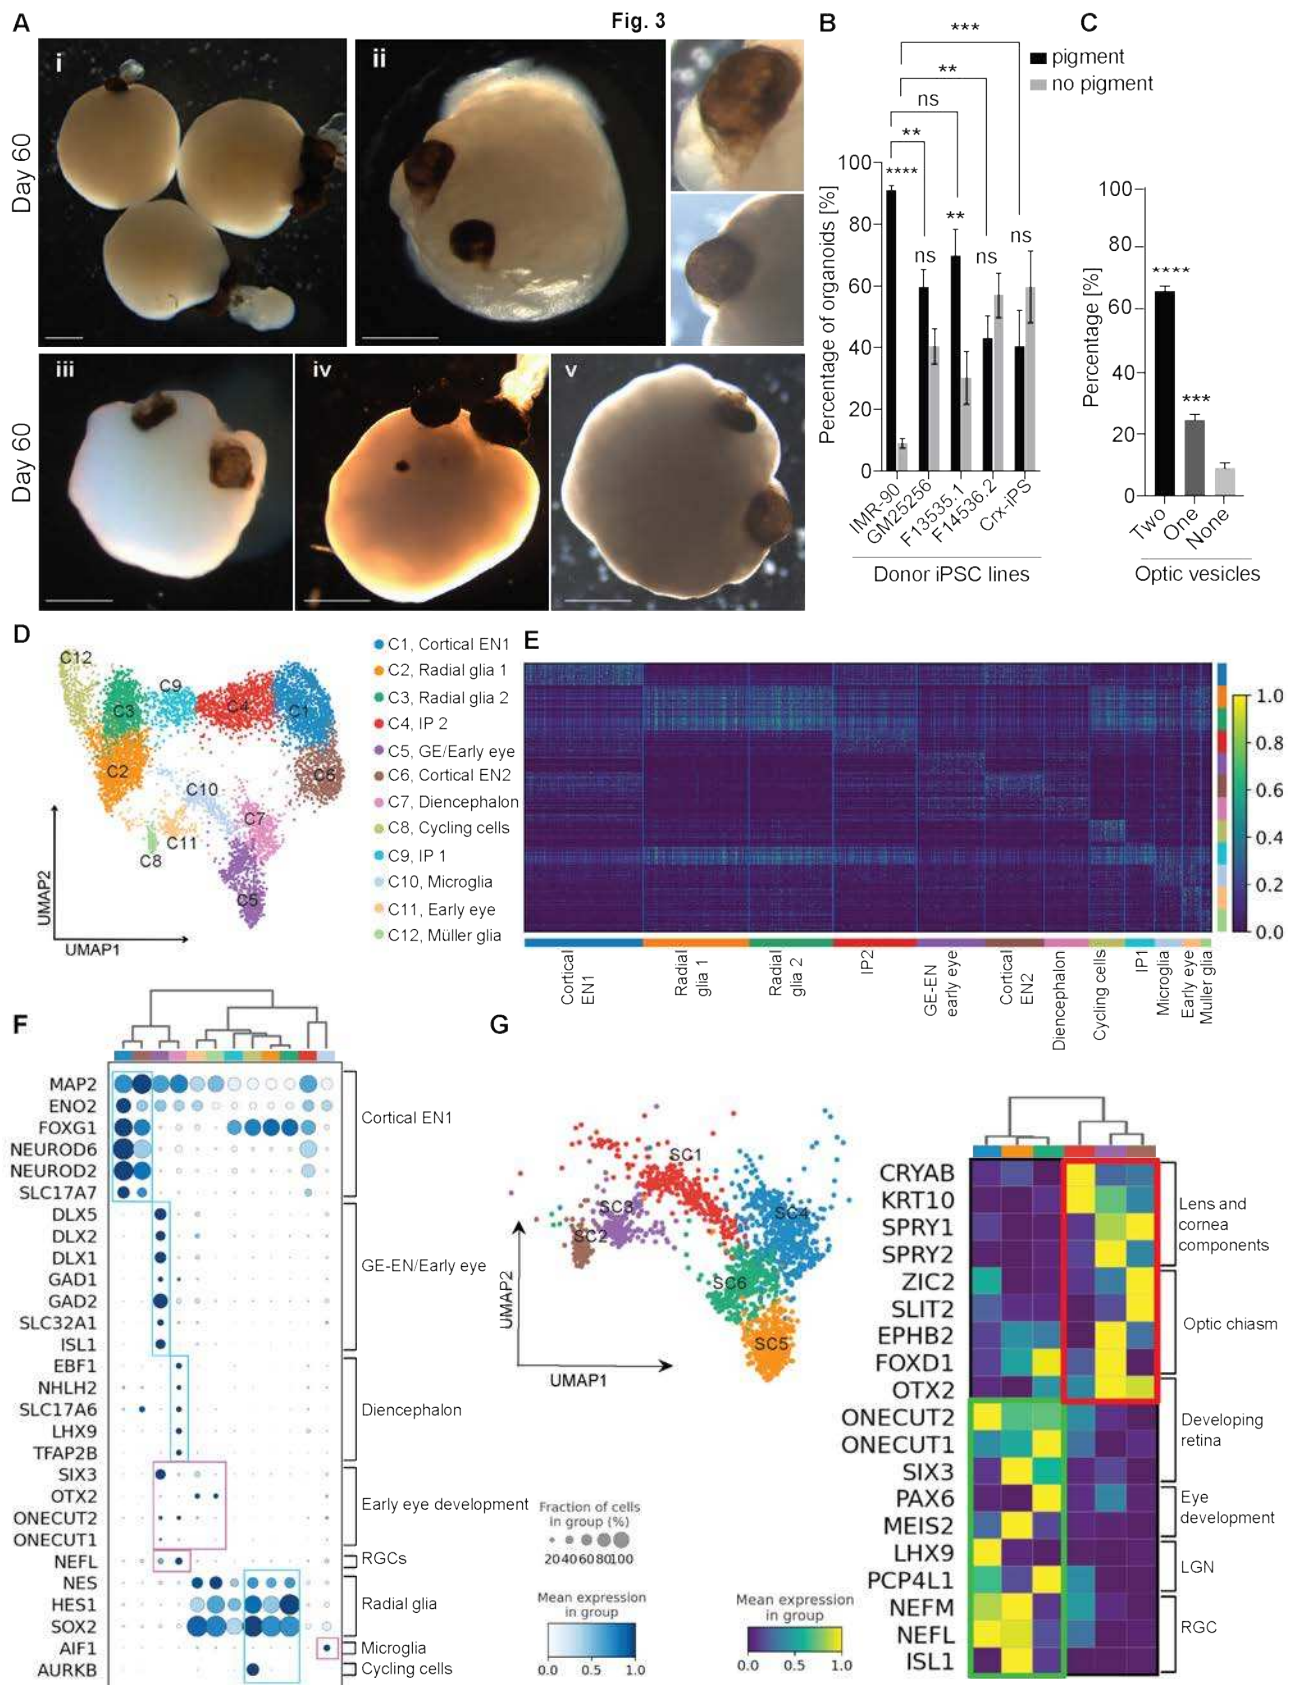 Fig. 3
A
Day 60
i
ii
Day 60
iii
iv
v
B
***
**
ns
**
****
ns
**
ns
ns
pigment
no pigment
Percentage of organoids [%]
100
80
60
40
20
0
IMR-90
GM25256
F13535.1
F14536.2
Crx-iPS
Donor iPSC lines
C
Percentage [%]
100
80
60
40
20
0
****
***
Two
One
None
Optic vesicles
D
C12
C3
C9
C4
C1
C2
C6
C10
C7
C11
C8
C5
UMAP2
UMAP1
C1, Cortical EN1
C2, Radial glia 1
C3, Radial glia 2
C4, IP 2
C5, GE/Early eye
C6, Cortical EN2
C7, Diencephalon
C8, Cycling cells
C9, IP 1
C10, Microglia
C11, Early eye
C12, Müller glia
E
1.0
0.8
0.6
0.4
0.2
0.0
Cortical
EN1
Radial
glia 1
Radial
glia 2
IP2
GE-EN
early eye
Cortical
EN2
Diencephalon
Cycling cells
IP1
Microglia
Early eye
Muller glia
F
MAP2
ENO2
FOXG1
NEUROD6
NEUROD2
SLC17A7
DLX5
DLX2
DLX1
GAD1
GAD2
SLC32A1
ISL1
EBF1
NHLH2
SLC17A6
LHX9
TFAP2B
SIX3
OTX2
ONECUT2
ONECUT1
NEFL
NES
HES1
SOX2
AIF1
AURKB
Cortical EN1
GE-EN/Early eye
Diencephalon
Early eye development
RGCs
Radial glia
Microglia
Cycling cells
Fraction of cells
in group (%)
20 40 60 80 100
Mean expression
in group
0.0 0.5 1.0
G
SC1
SC3
SC2
SC4
SC6
SC5
UMAP2
UMAP1
Mean expression
in group
0.0 0.5 1.0
CRYAB
KRT10
SPRY1
SPRY2
ZIC2
SLIT2
EPHB2
FOXD1
OTX2
ONECUT2
ONECUT1
SIX3
PAX6
MEIS2
LHX9
PCP4L1
NEFM
NEFL
ISL1
Lens and
cornea
components
Optic chiasm
Developing
retina
Eye
development
LGN
RGC